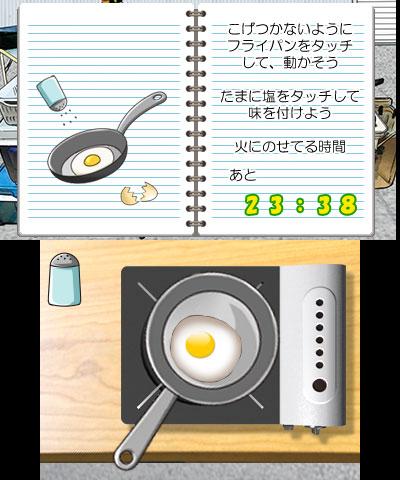 こげつかないように
フライパンをタッチ
して、動かそう
たまに塩をタッチして
味を付けよう
火にのせてる時間
あと
23:38